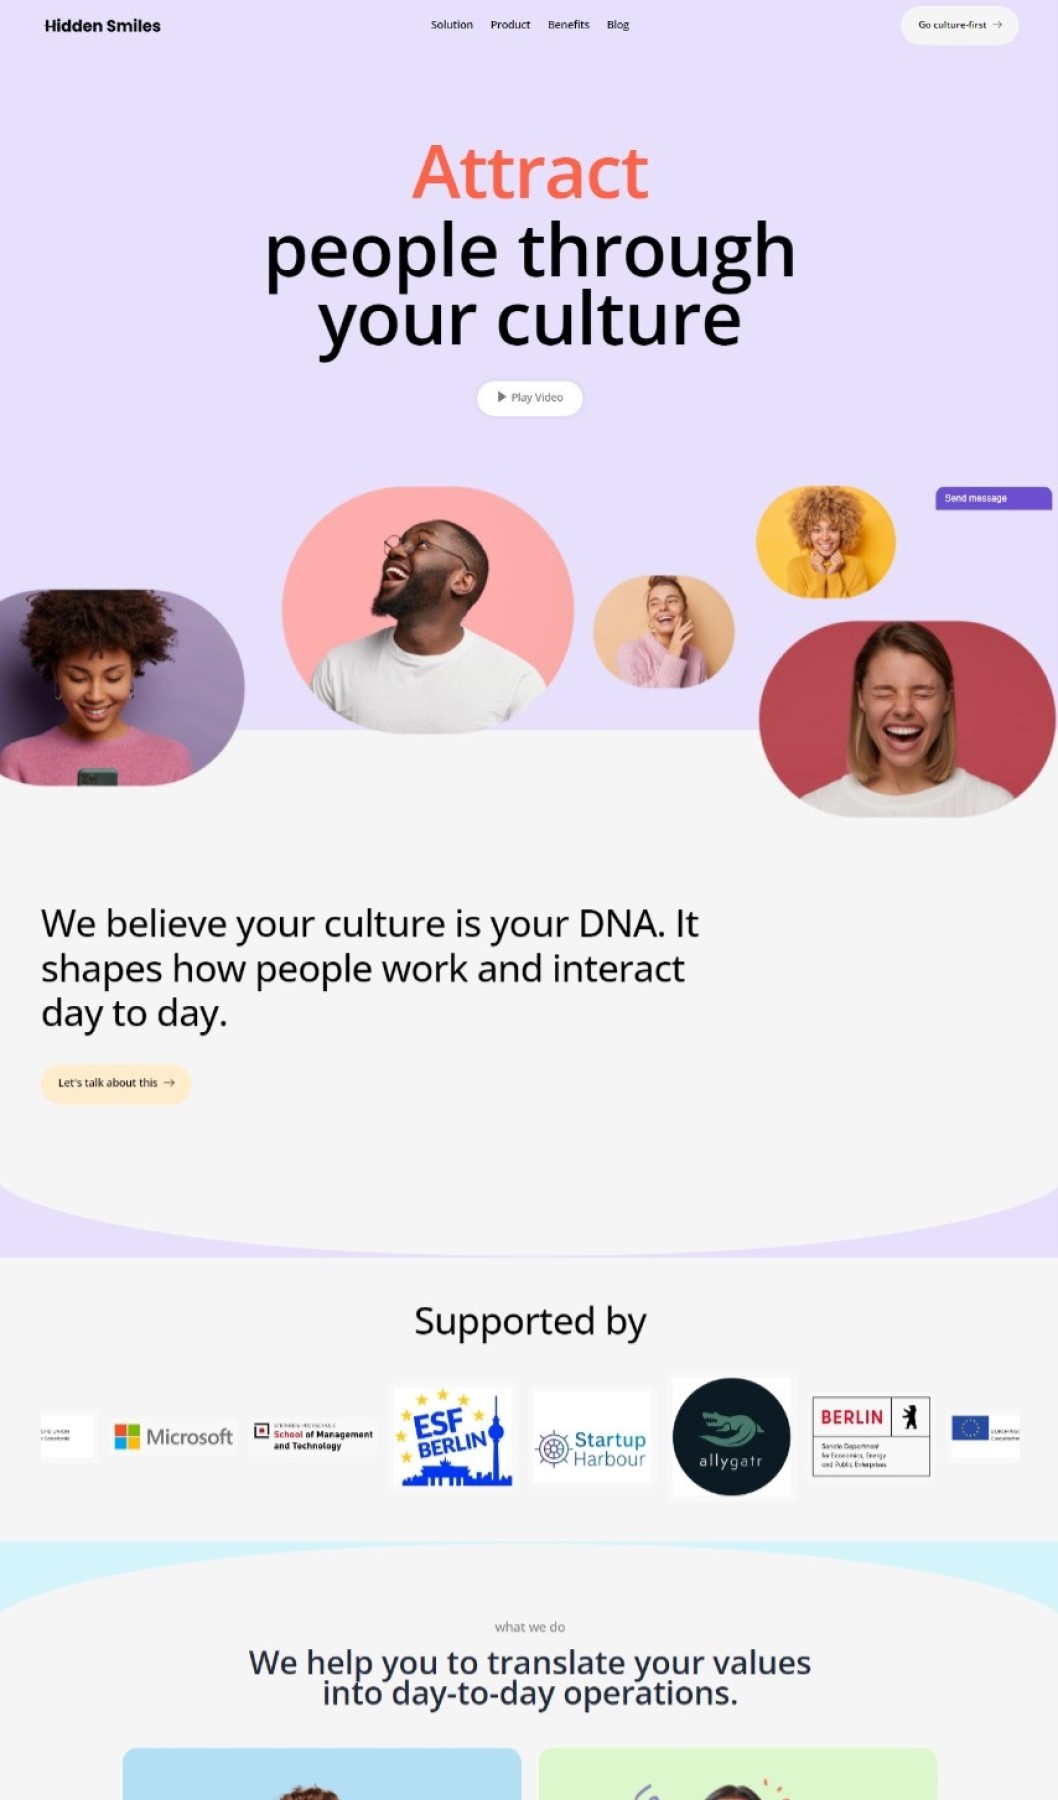 Hidden Smiles
Solution Product Benefits Blog
Go culture-first →
Attract
people through
your culture
Play Video
Send message
We believe your culture is your DNA. It
shapes how people work and interact
day to day.
Let's talk about this →
Supported by
Microsoft
STEINBEIS HOCHSCHULE
School of Management
and Technology
ESF
BERLIN
Startup
Harbour
allygatr
BERLIN
Senate Department
for Economics, Energy
and Public Enterprises
what we do
We help you to translate your values
into day-to-day operations.